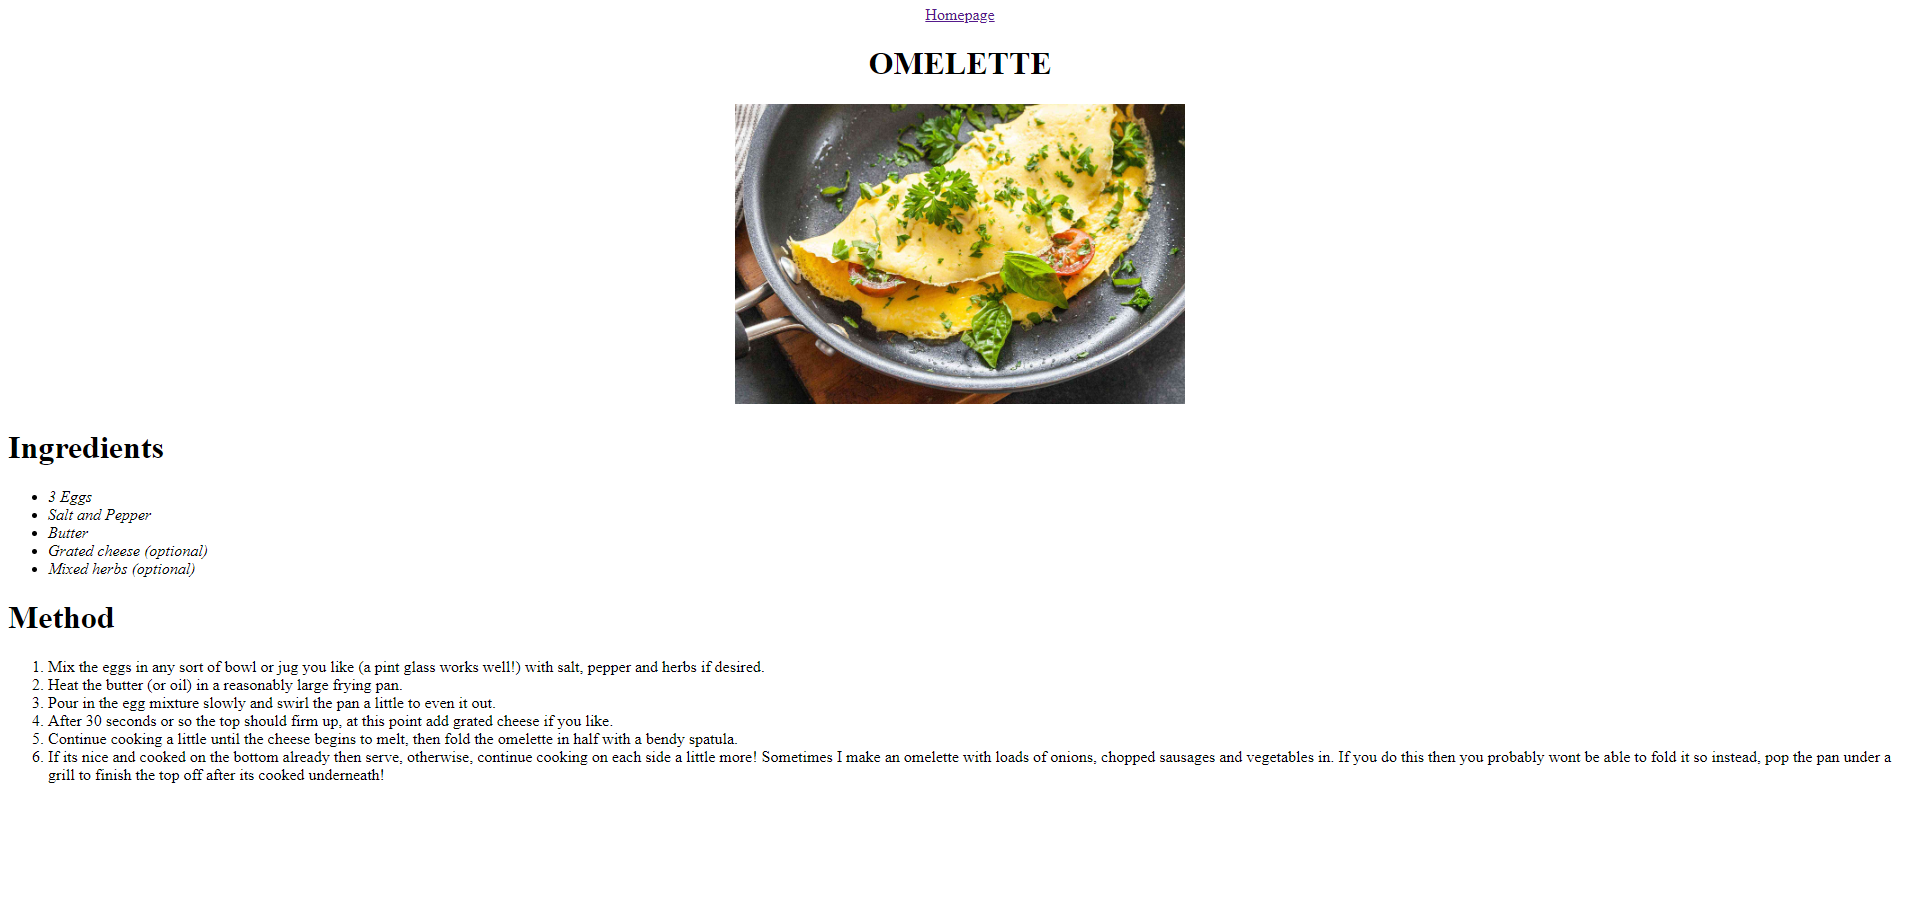 Homepage
OMELETTE
Ingredients
• 3 Eggs
• Salt and Pepper
• Butter
• Grated cheese (optional)
• Mixed herbs (optional)
Method
1. Mix the eggs in any sort of bowl or jug you like (a pint glass works well!) with salt, pepper and herbs if desired.
2. Heat the butter (or oil) in a reasonably large frying pan.
3. Pour in the egg mixture slowly and swirl the pan a little to even it out.
4. After 30 seconds or so the top should firm up, at this point add grated cheese if you like.
5. Continue cooking a little until the cheese begins to melt, then fold the omelette in half with a bendy spatula.
6. If its nice and cooked on the bottom already then serve, otherwise, continue cooking on each side a little more! Sometimes I make an omelette with loads of onions, chopped sausages and vegetables in. If you do this then you probably wont be able to fold it so instead, pop the pan under a
grill to finish the top off after its cooked underneath!